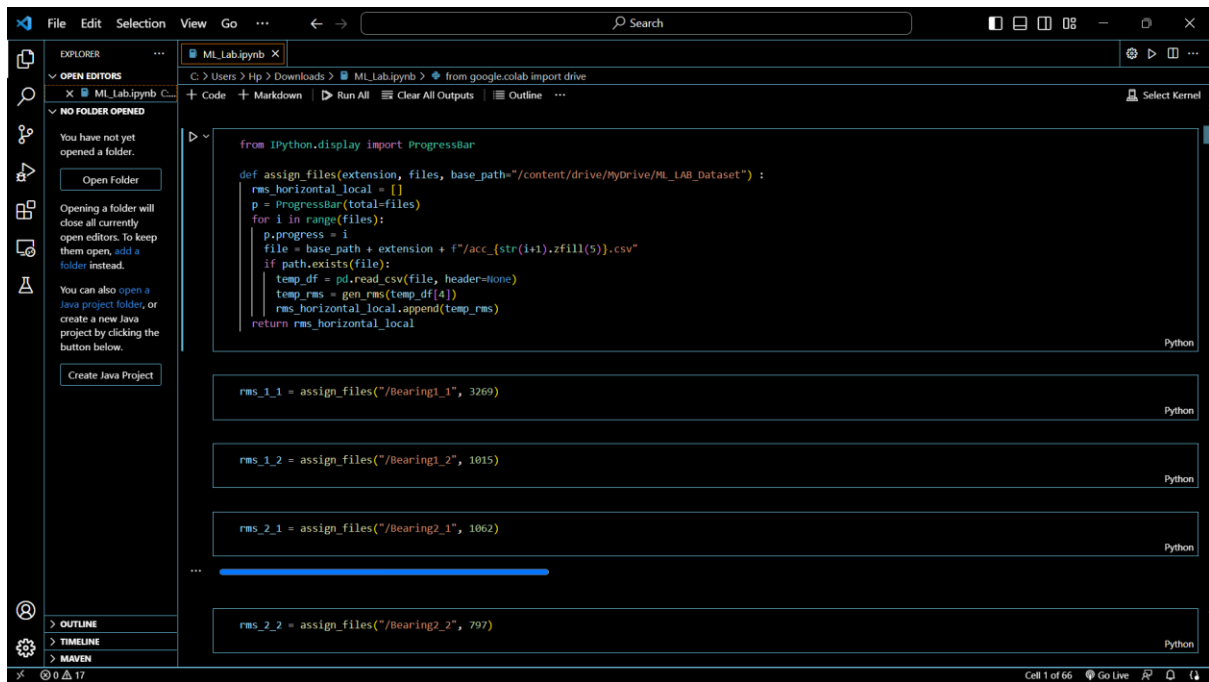 File Edit Selection View Go ··· Search
EXPLORER ···
OPEN EDITORS
ML_Lab.ipynb C...
NO FOLDER OPENED
You have not yet
opened a folder.
Open Folder
Opening a folder will
close all currently
open editors. To keep
them open, add a
folder instead.
You can also open a
Java project folder, or
create a new Java
project by clicking the
button below.
Create Java Project
OUTLINE
TIMELINE
MAVEN
ML_Lab.ipynb
C: > Users > Hp > Downloads > ML_Lab.ipynb > from google.colab import drive
+ Code + Markdown Run All Clear All Outputs Outline ··· Select Kernel
from IPython.display import ProgressBar
def assign_files(extension, files, base_path="/content/drive/MyDrive/ML_LAB_Dataset") :
rms_horizontal_local = []
p = ProgressBar(total=files)
for i in range(files):
p.progress = i
file = base_path + extension + f"/acc_{str(i+1).zfill(5)}.csv"
if path.exists(file):
temp_df = pd.read_csv(file, header=None)
temp_rms = gen_rms(temp_df[4])
rms_horizontal_local.append(temp_rms)
return rms_horizontal_local
Python
rms_1_1 = assign_files("/Bearing1_1", 3269)
Python
rms_1_2 = assign_files("/Bearing1_2", 1015)
Python
rms_2_1 = assign_files("/Bearing2_1", 1062)
Python
···
rms_2_2 = assign_files("/Bearing2_2", 797)
Python
0 17 Cell 1 of 66 Go Live